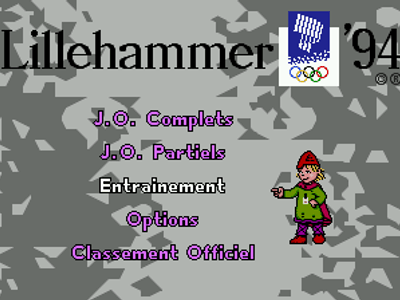 Lillehammer '94
© ®
J.O. Complets
J.O. Partiels
Entrainement
Options
Classement Officiel